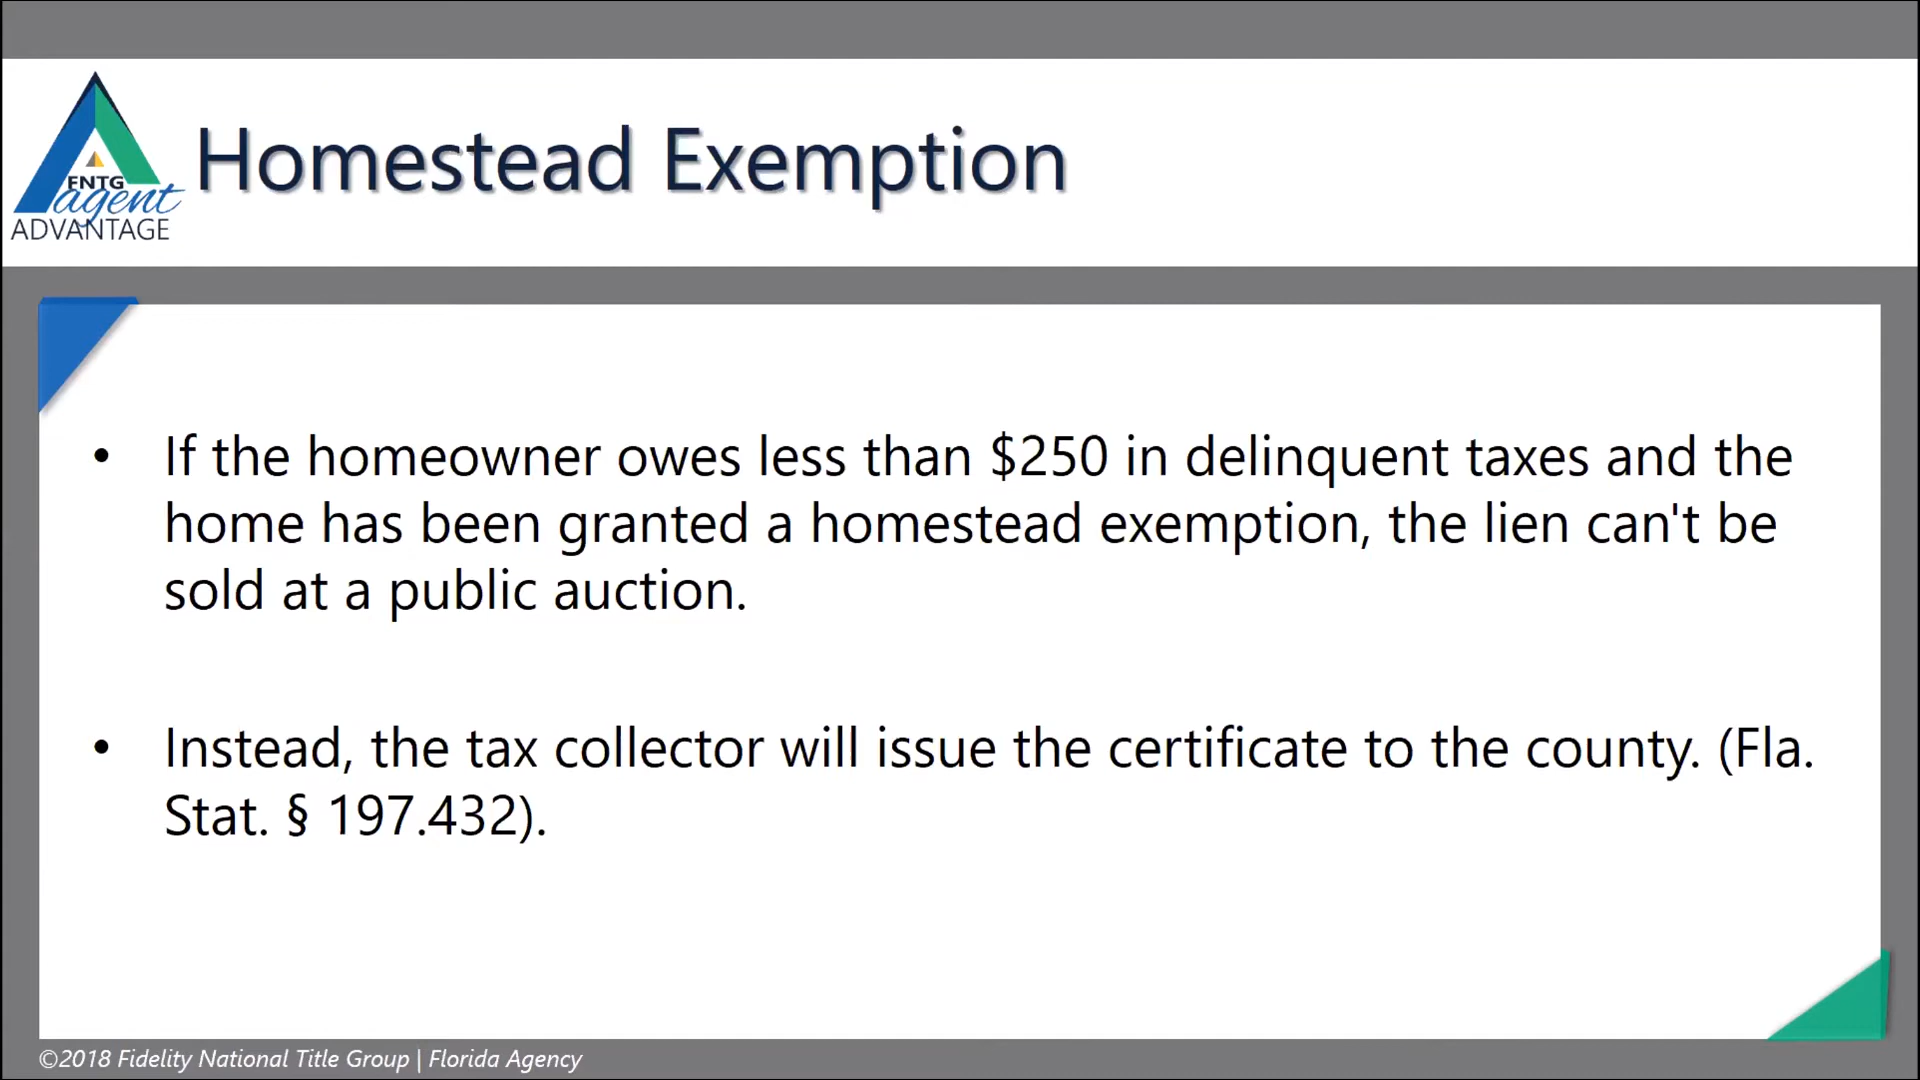 FNTG
agent
ADVANTAGE
Homestead Exemption
• If the homeowner owes less than $250 in delinquent taxes and the
home has been granted a homestead exemption, the lien can't be
sold at a public auction.
• Instead, the tax collector will issue the certificate to the county. (Fla.
Stat. § 197.432).
©2018 Fidelity National Title Group | Florida Agency